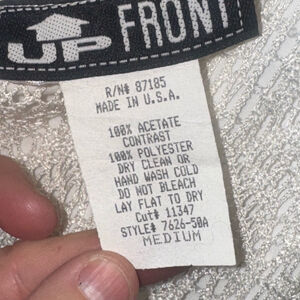 UP FRONT
R/N# 87185
MADE IN U.S.A.
100% ACETATE
CONTRAST
100% POLYESTER
DRY CLEAN OR
HAND WASH COLD
DO NOT BLEACH
LAY FLAT TO DRY
Cut# 11347
STYLE# 7626-50A
MEDIUM